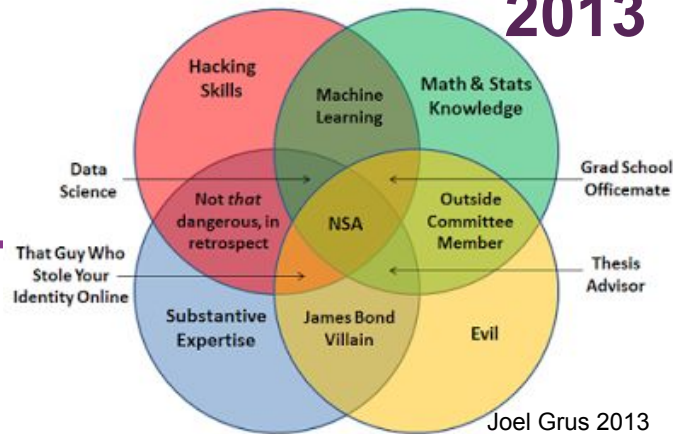 2013
Hacking
Skills
Machine
Learning
Math & Stats
Knowledge
Data
Science
Grad School
Officemate
Not that
dangerous, in
retrospect
NSA
Outside
Committee
Member
That Guy Who
Stole Your
Identity Online
Thesis
Advisor
Substantive
Expertise
James Bond
Villain
Evil
Joel Grus 2013